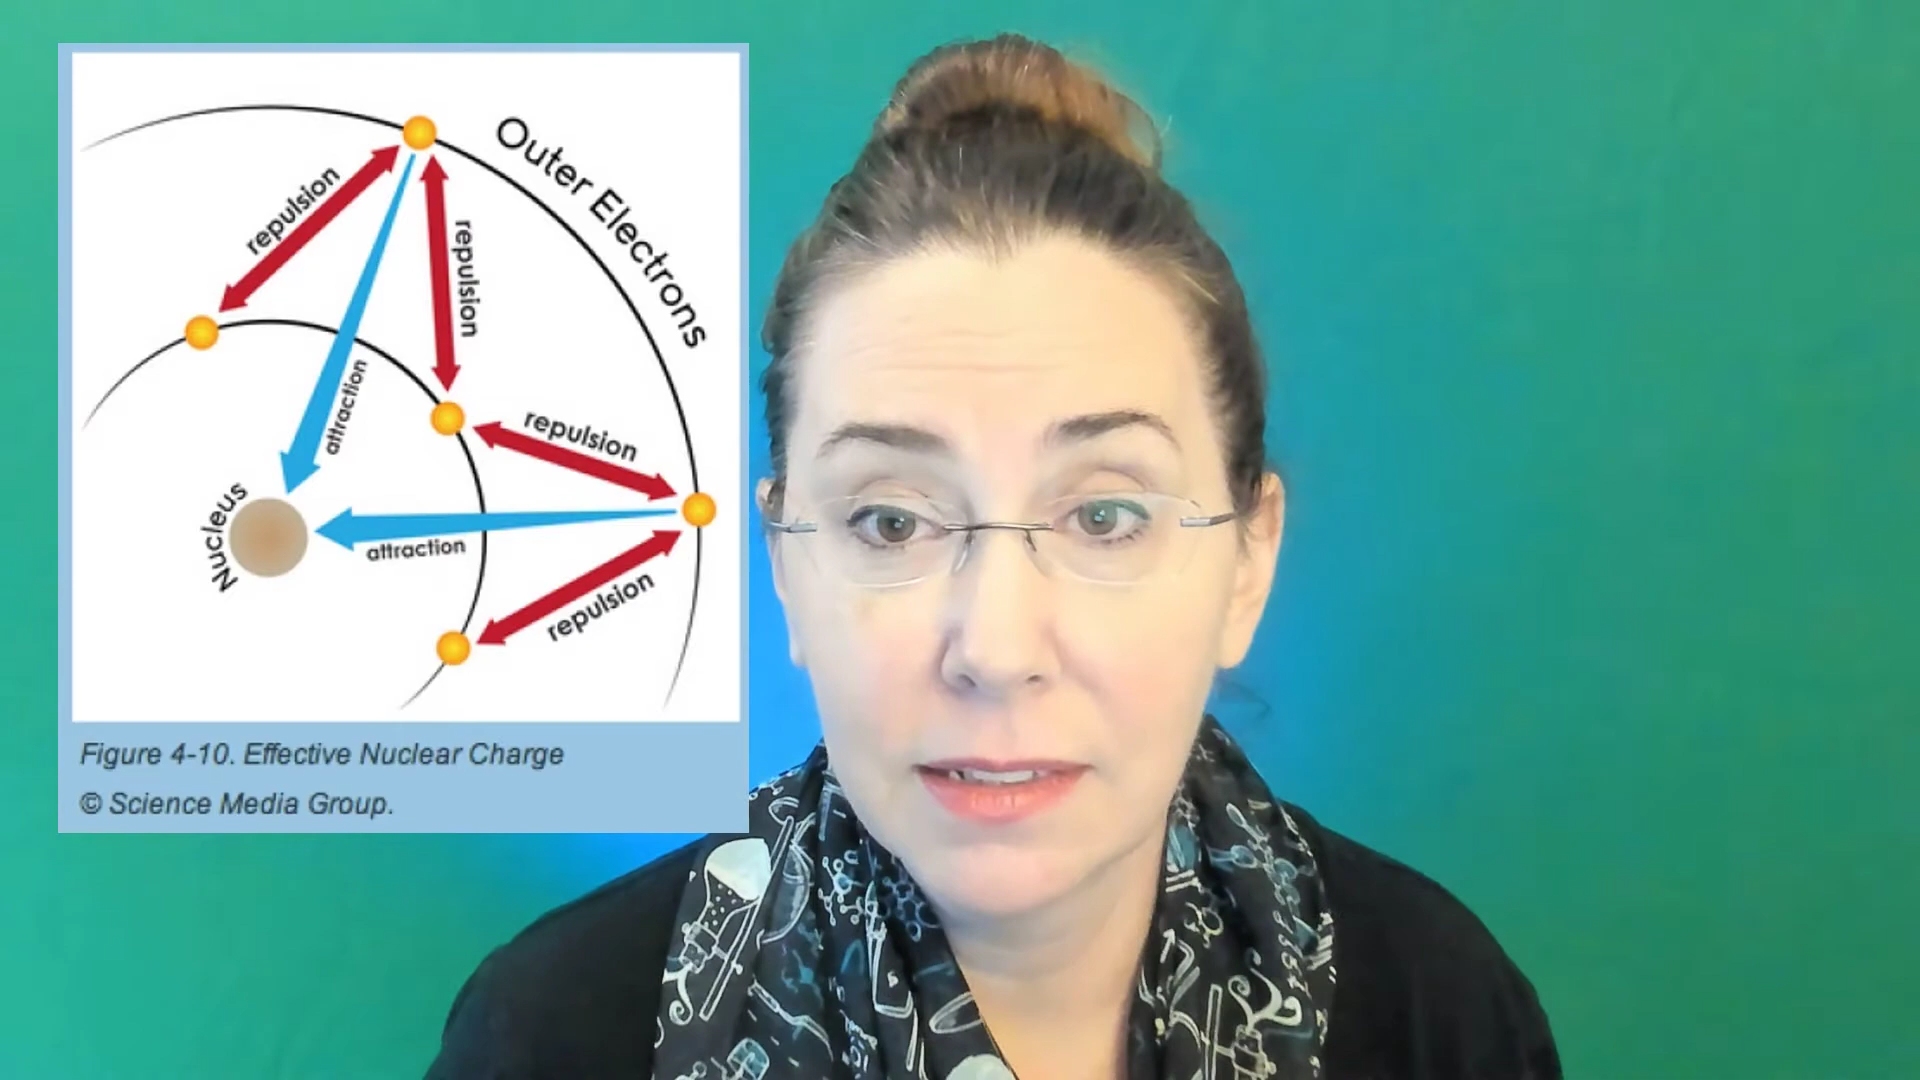 Outer Electrons
repulsion
repulsion
attraction
repulsion
Nucleus
attraction
repulsion
Figure 4-10. Effective Nuclear Charge
© Science Media Group.